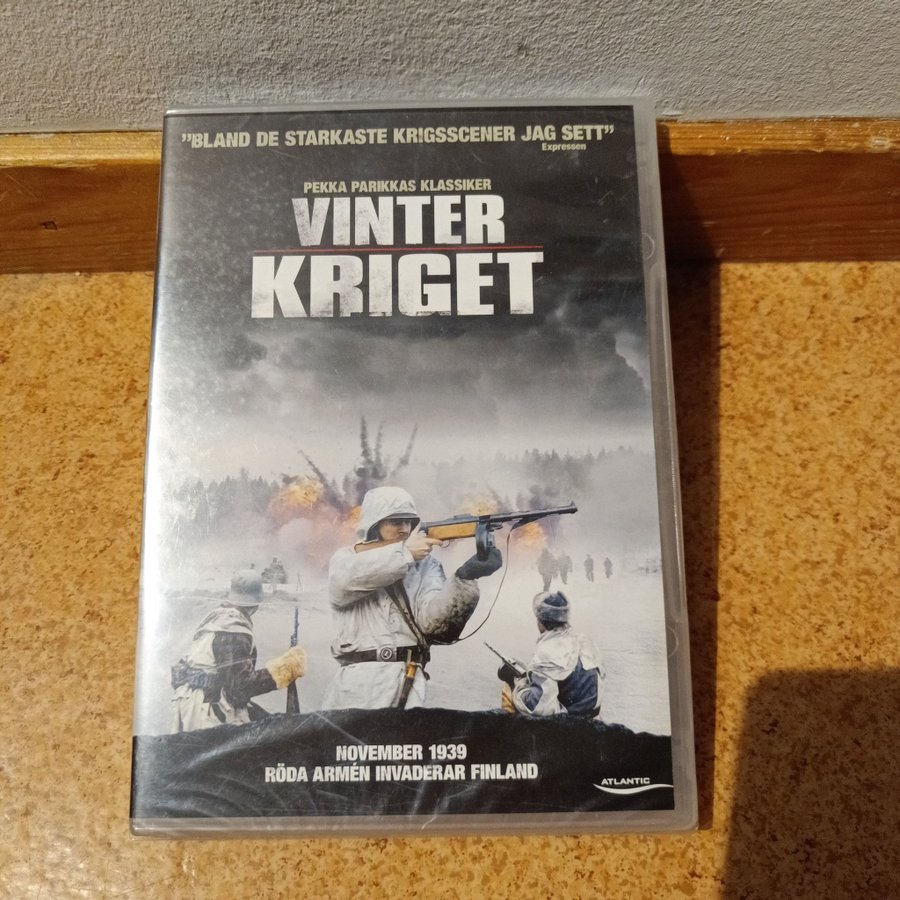 ”BLAND DE STARKASTE KRIGSSCENER JAG SETT”
Expressen
PEKKA PARIKKAS KLASSIKER
VINTER
KRIGET
NOVEMBER 1939
RÖDA ARMÉN INVADERAR FINLAND
ATLANTIC